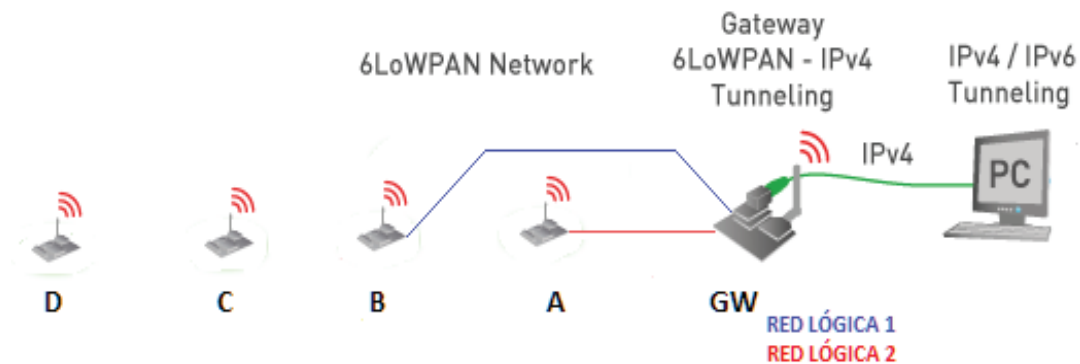 6LoWPAN Network
Gateway
6LoWPAN - IPv4
Tunneling
IPv4 / IPv6
Tunneling
IPv4
PC
D
C
B
A
GW
RED LÓGICA 1
RED LÓGICA 2